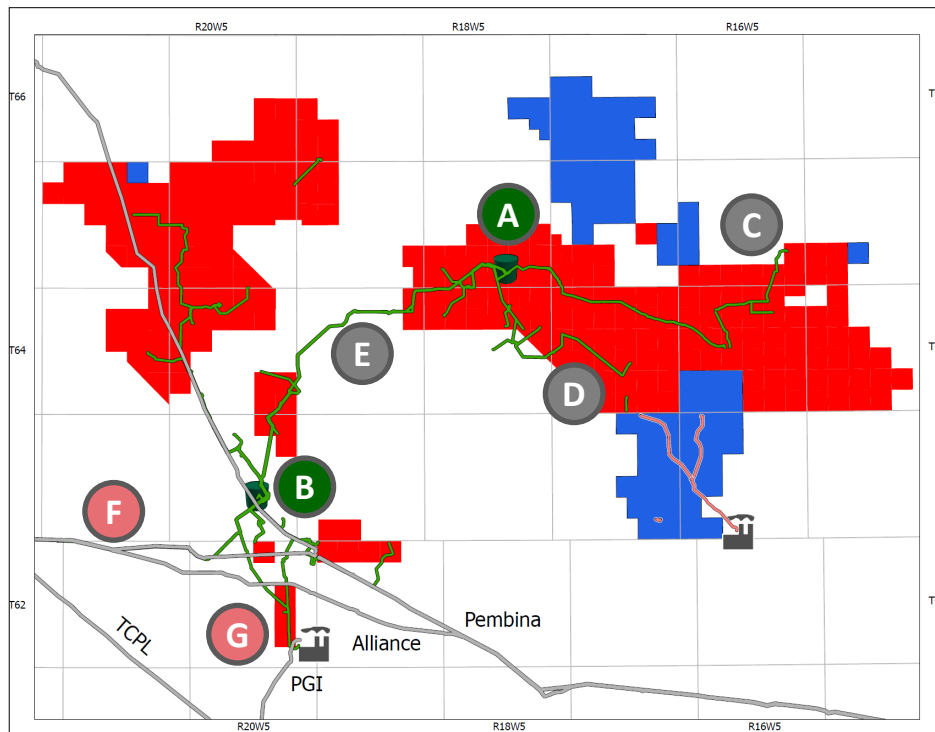 R20W5 R18W5 R16W5
T66 T
A
C
T64 T
E
D
B
F
T62 T
Pembina
TCPL
G
Alliance
PGI
R20W5 R18W5 R16W5